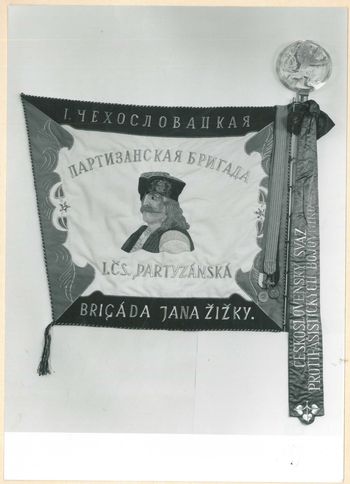 I. ЧЕХОСЛОВАЦКАЯ
ПАРТИЗАНСКАЯ БРИГАДА
I. ČS. PARTYZÁNSKÁ
BRIGÁDA JANA ŽIŽKY.
ČESKOSLOVENSKÝ SVAZ
PROTIFAŠISTICKÝCH BOJOVNÍKŮ